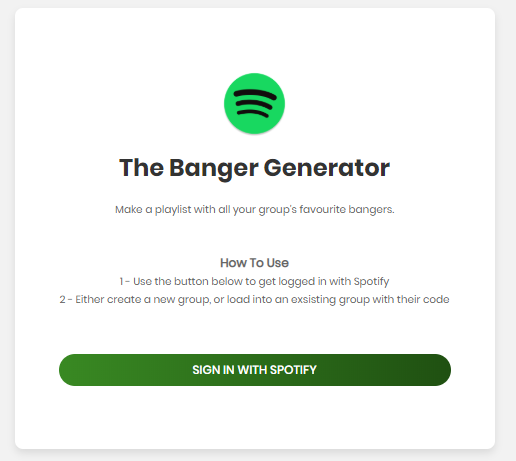 The Banger Generator
Make a playlist with all your group's favourite bangers.
How To Use
1 - Use the button below to get logged in with Spotify
2 - Either create a new group, or load into an exsisting group with their code
SIGN IN WITH SPOTIFY